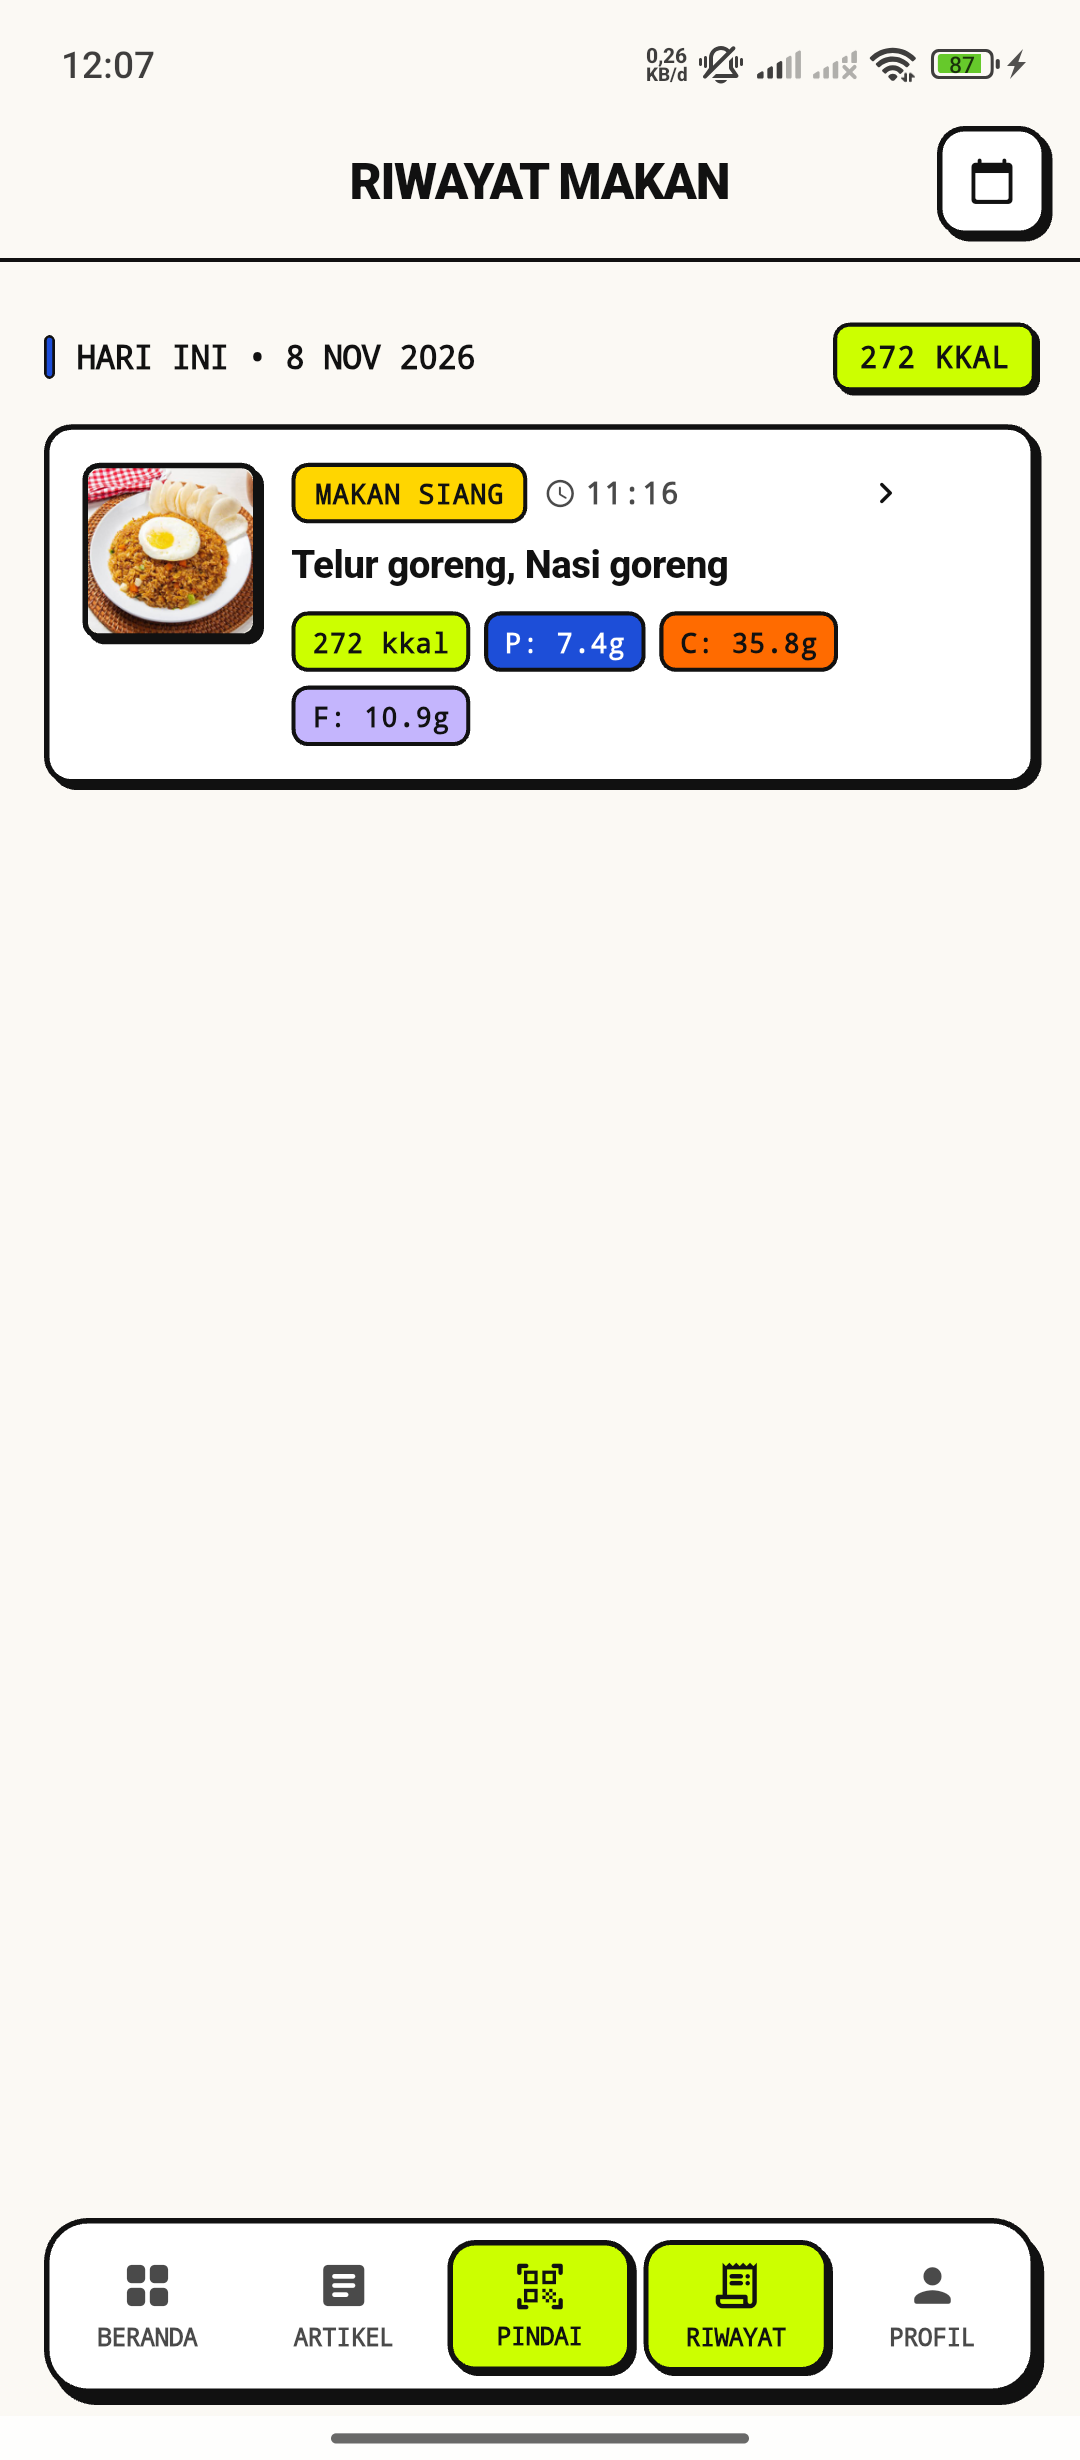 12:07
0,26
KB/d
87
RIWAYAT MAKAN
HARI INI • 8 NOV 2026
272 KKAL
MAKAN SIANG
11:16
Telur goreng, Nasi goreng
272 kkal
P: 7.4g
C: 35.8g
F: 10.9g
BERANDA
ARTIKEL
PINDAI
RIWAYAT
PROFIL